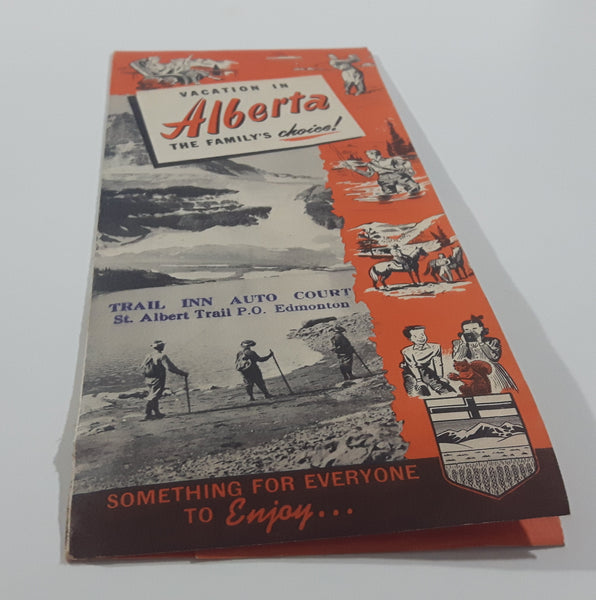 VACATION IN
Alberta
THE FAMILY'S choice!
TRAIL INN AUTO COURT
St. Albert Trail P.O. Edmonton
SOMETHING FOR EVERYONE
TO Enjoy...